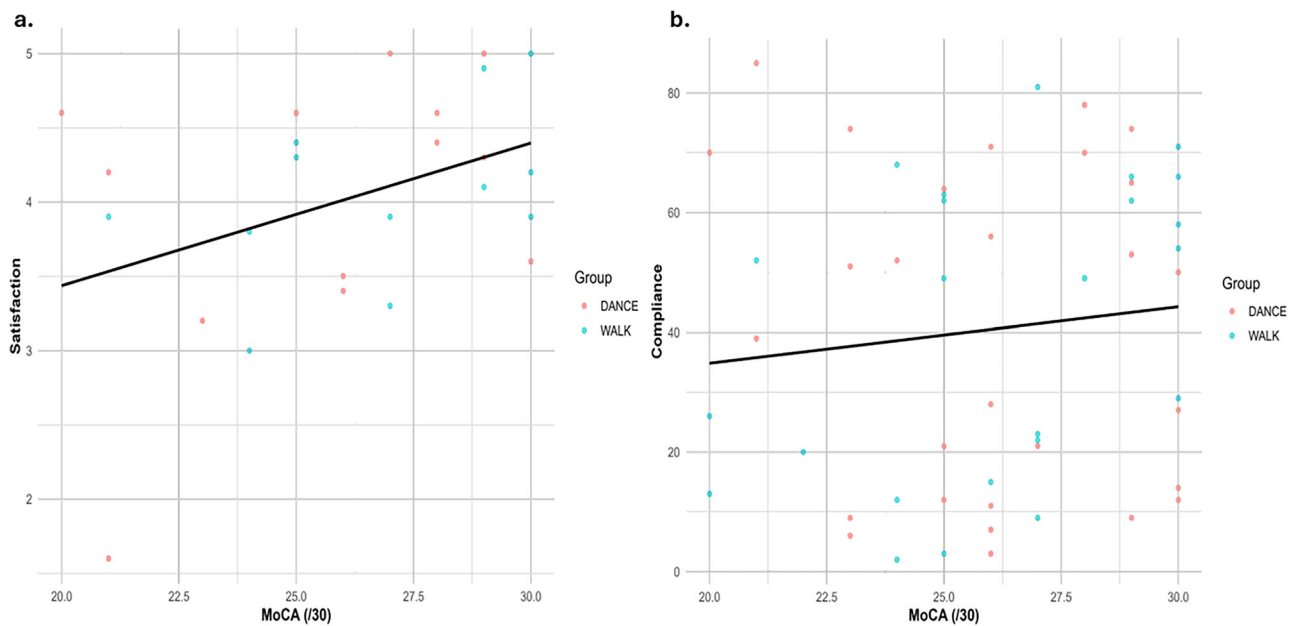 a.
5
4
3
2
Satisfaction
20.0 22.5 25.0 27.5 30.0
MoCA (/30)
Group
DANCE
WALK
b.
80
60
40
20
0
Compliance
20.0 22.5 25.0 27.5 30.0
MoCA (/30)
Group
DANCE
WALK